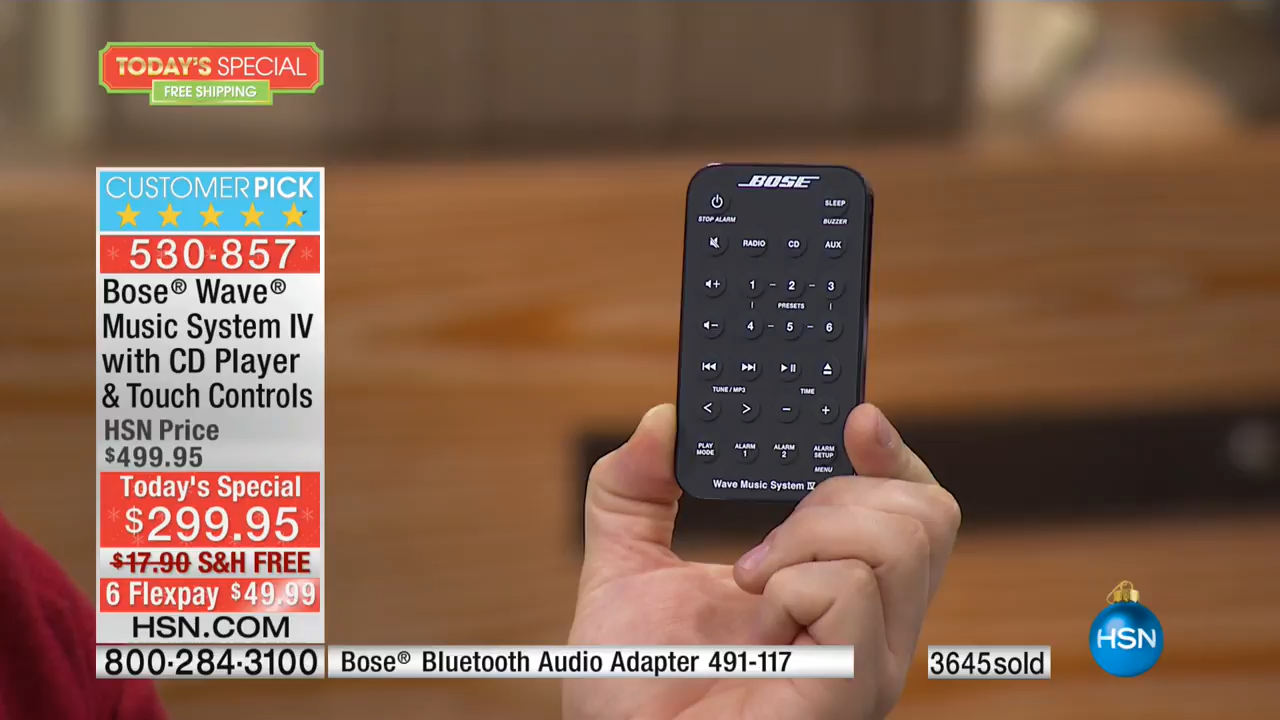 TODAY'S SPECIAL
FREE SHIPPING
CUSTOMER PICK
530-857
Bose® Wave®
Music System IV
with CD Player
& Touch Controls
HSN Price
$499.95
Today's Special
$299.95
$17.90 S&H FREE
6 Flexpay $49.99
HSN.COM
800-284-3100
Bose® Bluetooth Audio Adapter 491-117
3645sold
HSN
BOSE
SLEEP
STOP ALARM BUZZER
RADIO CD AUX
+ 1 - 2 - 3
PRESETS
- 4 - 5 - 6
TUNE / MP3 TIME
< > - +
PLAY MODE ALARM 1 ALARM 2 ALARM SETUP
MENU
Wave Music System IV